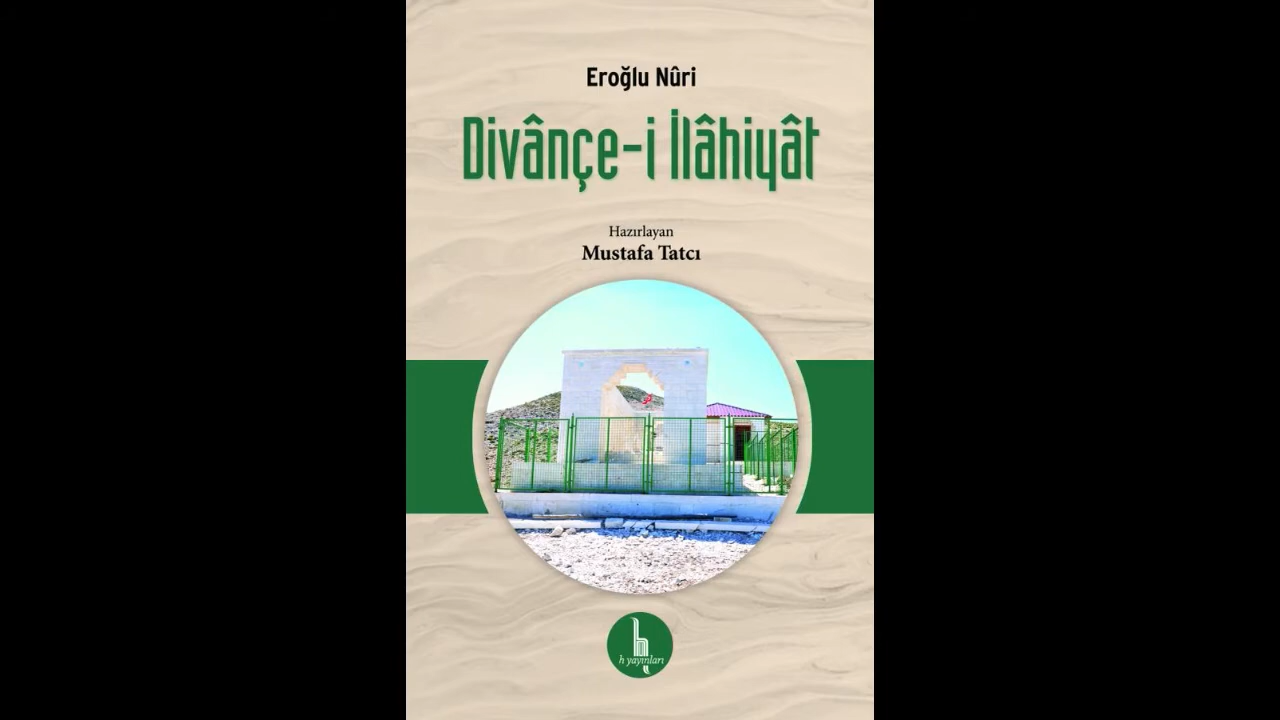 Eroğlu Nûri
Divânçe-i İlâhiyât
Hazırlayan
Mustafa Tatcı
h yayınları